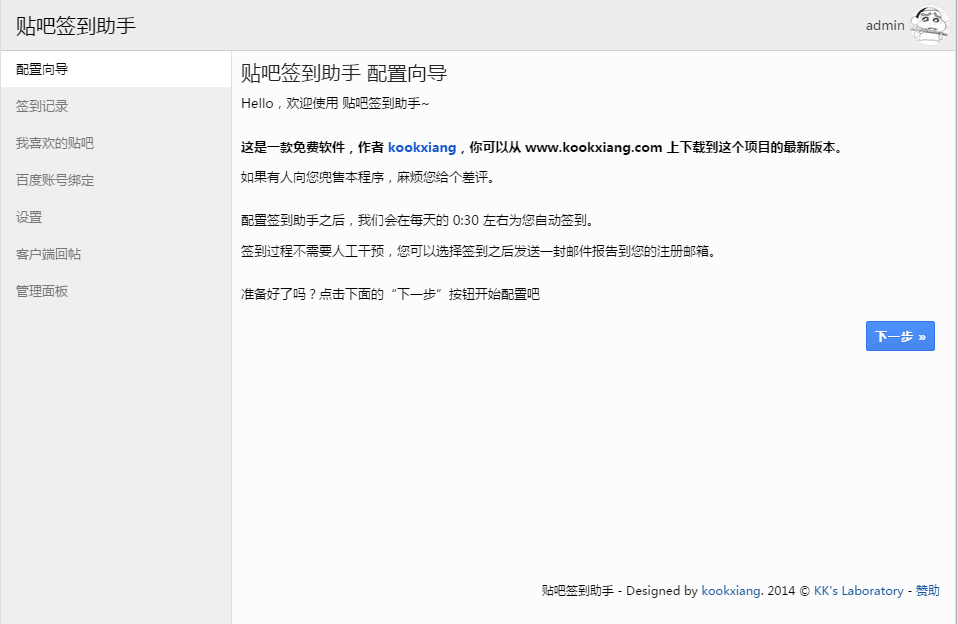 贴吧签到助手
admin
配置向导
签到记录
我喜欢的贴吧
百度账号绑定
设置
客户端回帖
管理面板
贴吧签到助手 配置向导
Hello，欢迎使用 贴吧签到助手~
这是一款免费软件，作者 kookxiang，你可以从 www.kookxiang.com 上下载到这个项目的最新版本。
如果有人向您兜售本程序，麻烦您给个差评。
配置签到助手之后，我们会在每天的 0:30 左右为您自动签到。
签到过程不需要人工干预，您可以选择签到之后发送一封邮件报告到您的注册邮箱。
准备好了吗？点击下面的“下一步”按钮开始配置吧
下一步 »
贴吧签到助手 - Designed by kookxiang. 2014 © KK's Laboratory - 赞助